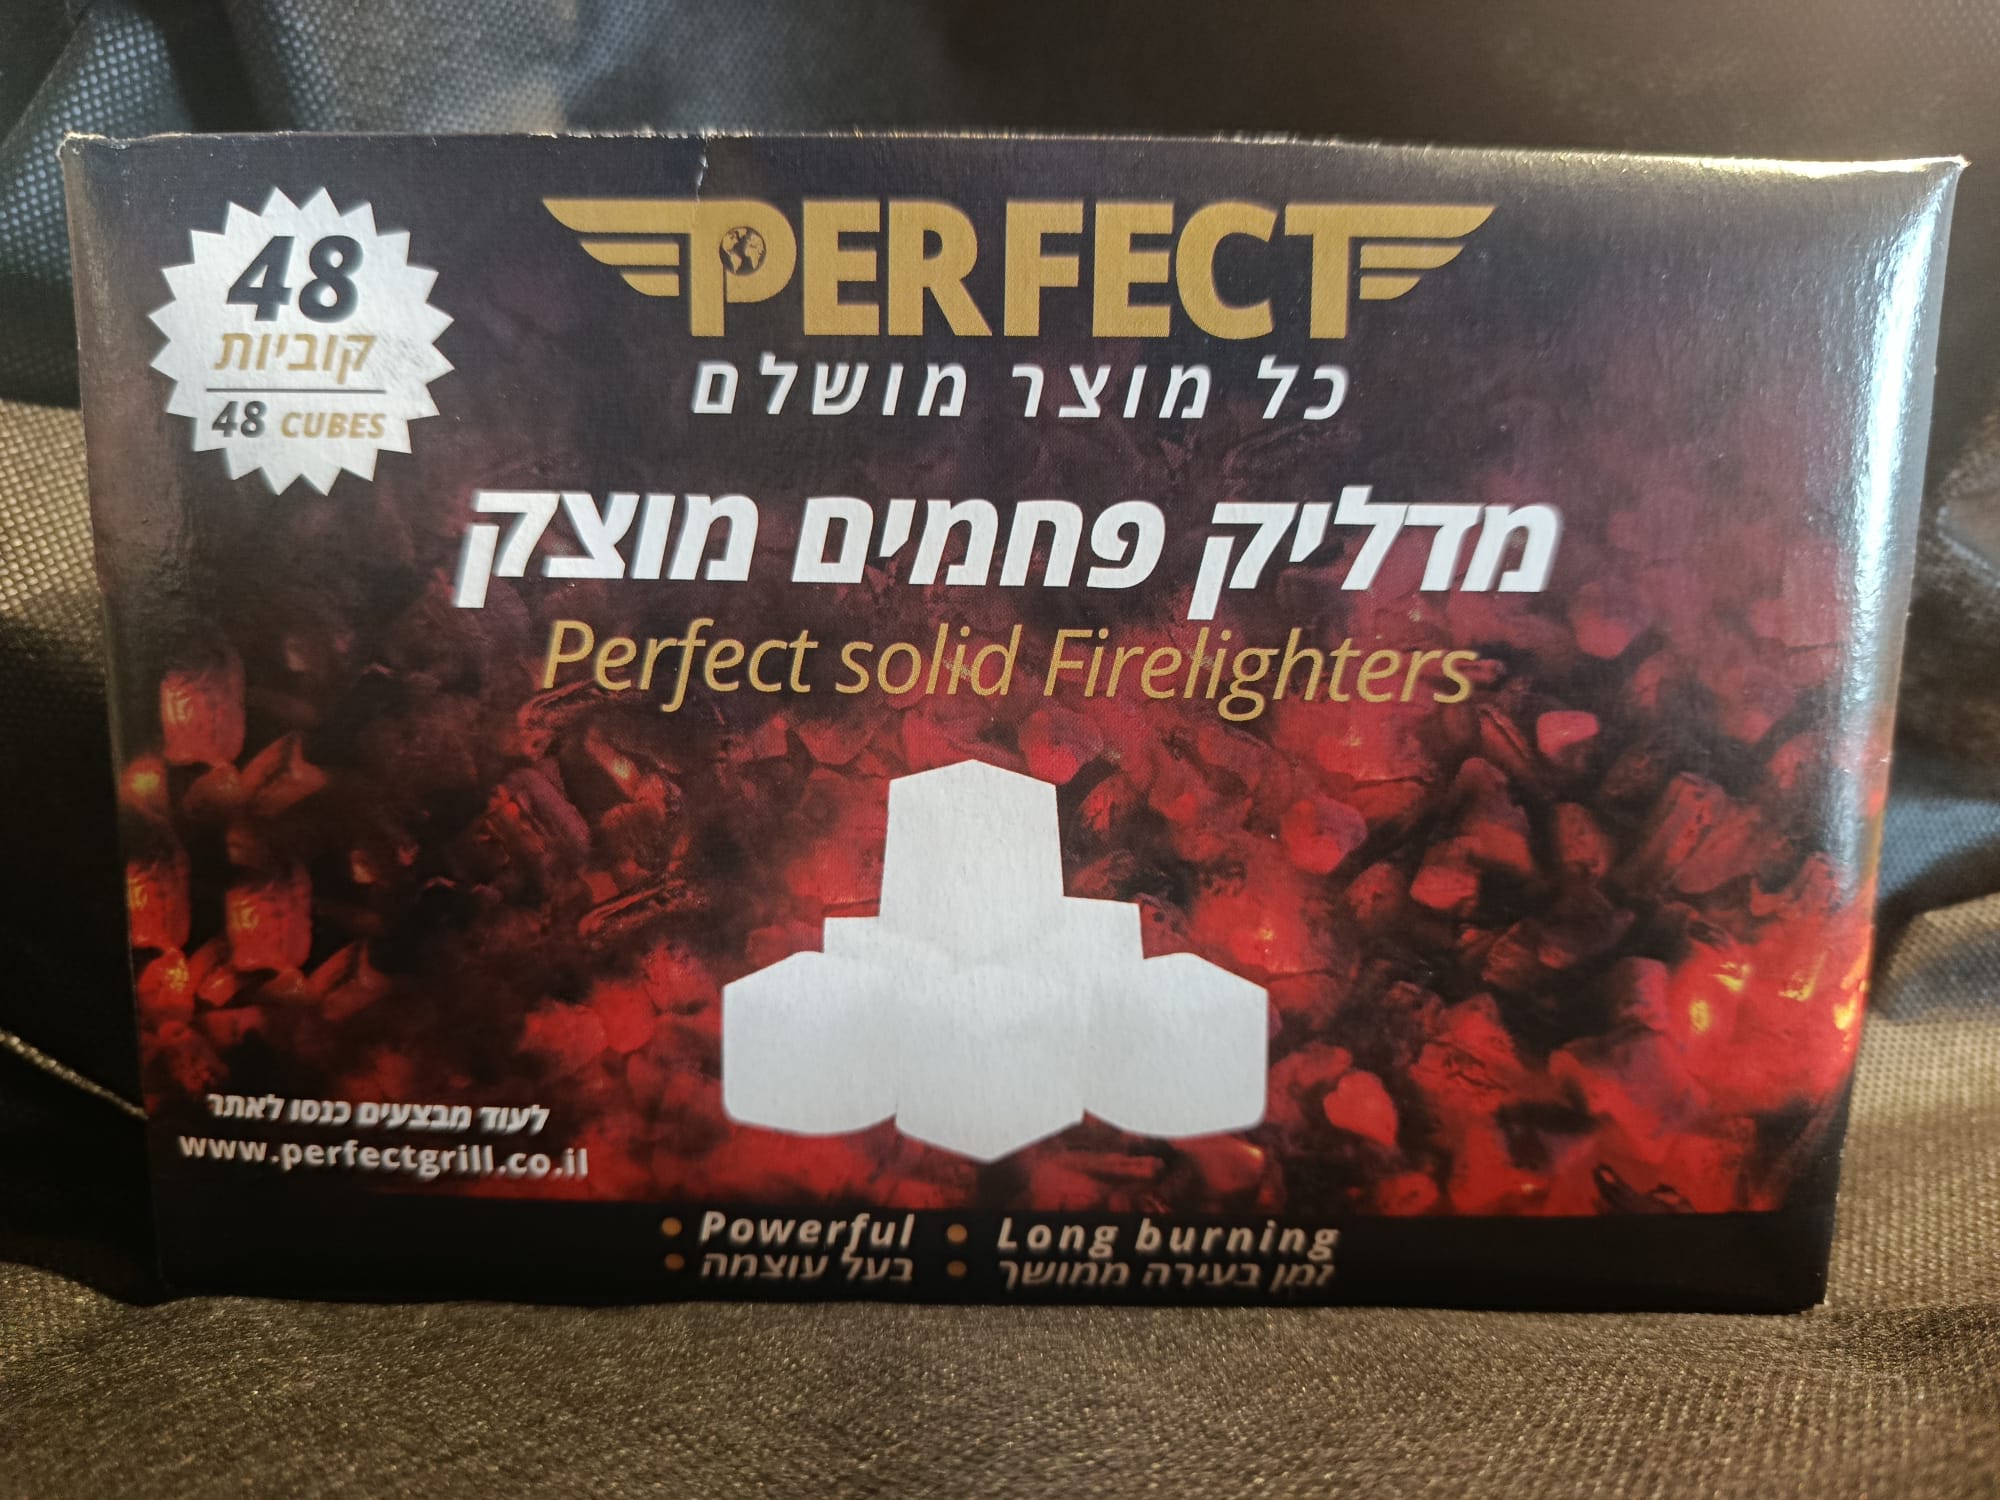 48
קוביות
48 CUBES
PERFECT
כל מוצר מושלם
מדליק פחמים מוצק
Perfect solid Firelighters
לעוד מבצעים כנסו לאתר
www.perfectgrill.co.il
• Powerful • Long burning
• בעל עוצמה • זמן בעירה ממושך